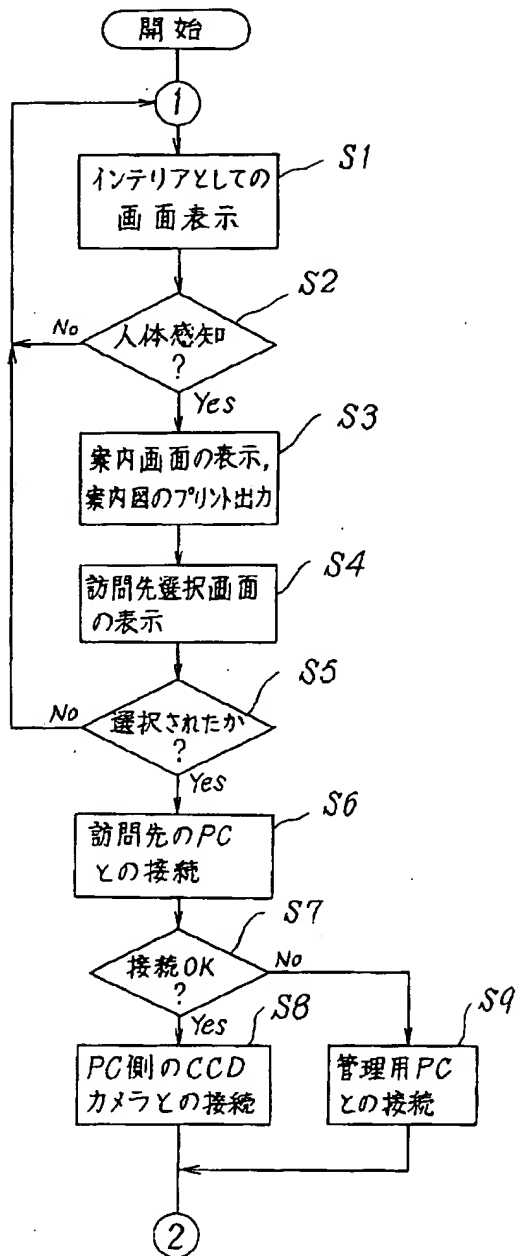 開始
1
S1
インテリアとしての
画面表示
S2
No
人体感知
?
Yes
S3
案内画面の表示,
案内図のプリント出力
S4
訪問先選択画面
の表示
S5
No
選択されたか
?
Yes
S6
訪問先のPC
との接続
S7
接続OK
?
No
Yes
S8
S9
PC側のCCD
カメラとの接続
管理用PC
との接続
2